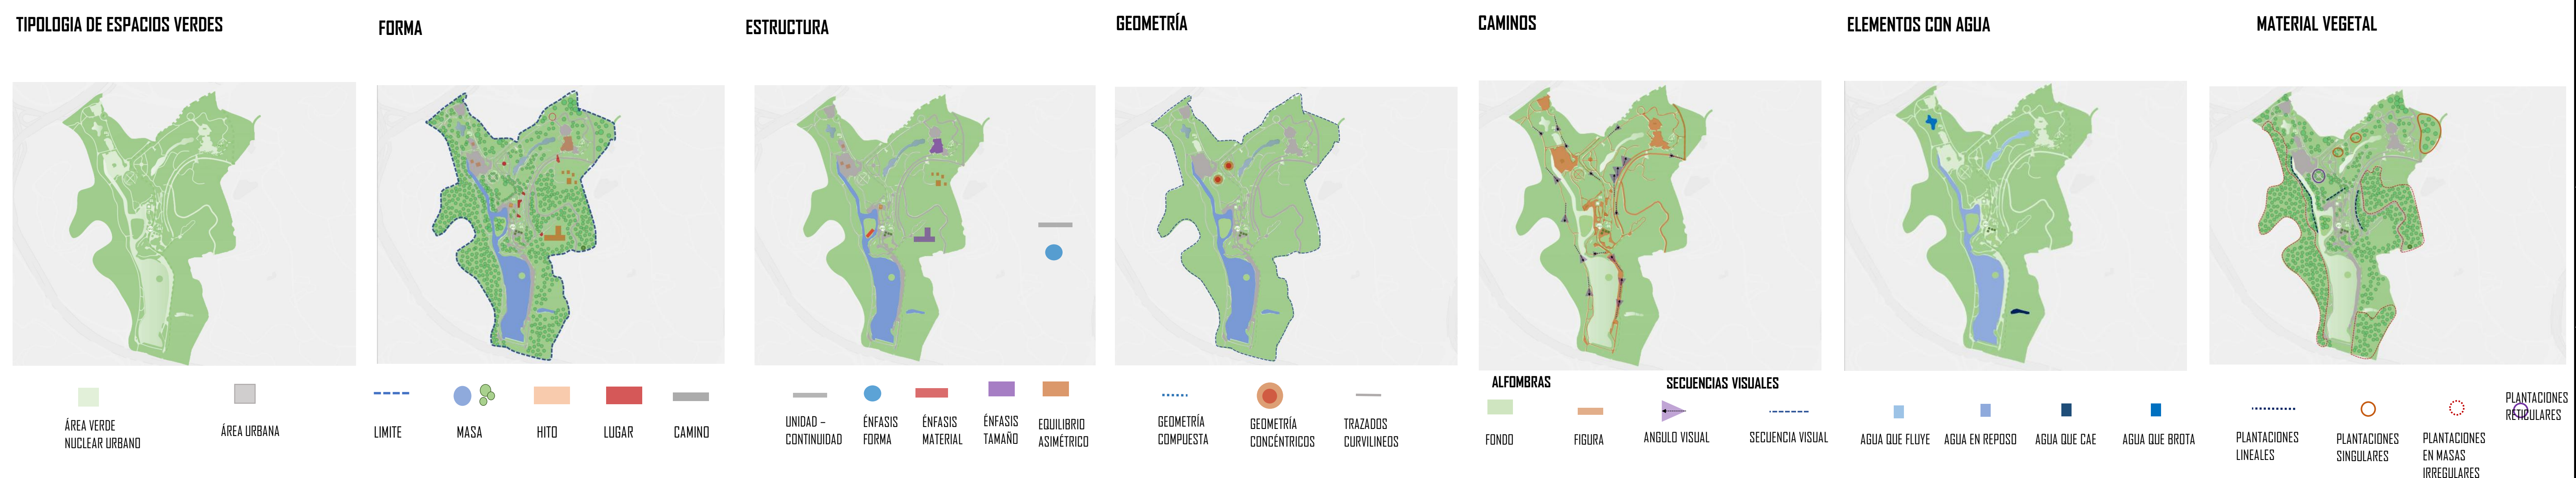 TIPOLOGIA DE ESPACIOS VERDES
ÁREA VERDE
NUCLEAR URBANO
ÁREA URBANA
FORMA
LIMITE
MASA
HITO
LUGAR
CAMINO
ESTRUCTURA
UNIDAD –
CONTINUIDAD
ÉNFASIS
FORMA
ÉNFASIS
MATERIAL
ÉNFASIS
TAMAÑO
EQUILIBRIO
ASIMÉTRICO
GEOMETRÍA
GEOMETRÍA
COMPUESTA
GEOMETRÍA
CONCÉNTRICOS
TRAZADOS
CURVILINEOS
CAMINOS
ALFOMBRAS
SECUENCIAS VISUALES
FONDO
FIGURA
ANGULO VISUAL
SECUENCIA VISUAL
ELEMENTOS CON AGUA
AGUA QUE FLUYE
AGUA EN REPOSO
AGUA QUE CAE
AGUA QUE BROTA
MATERIAL VEGETAL
PLANTACIONES
LINEALES
PLANTACIONES
SINGULARES
PLANTACIONES
EN MASAS
IRREGULARES
PLANTACIONES
RETICULARES